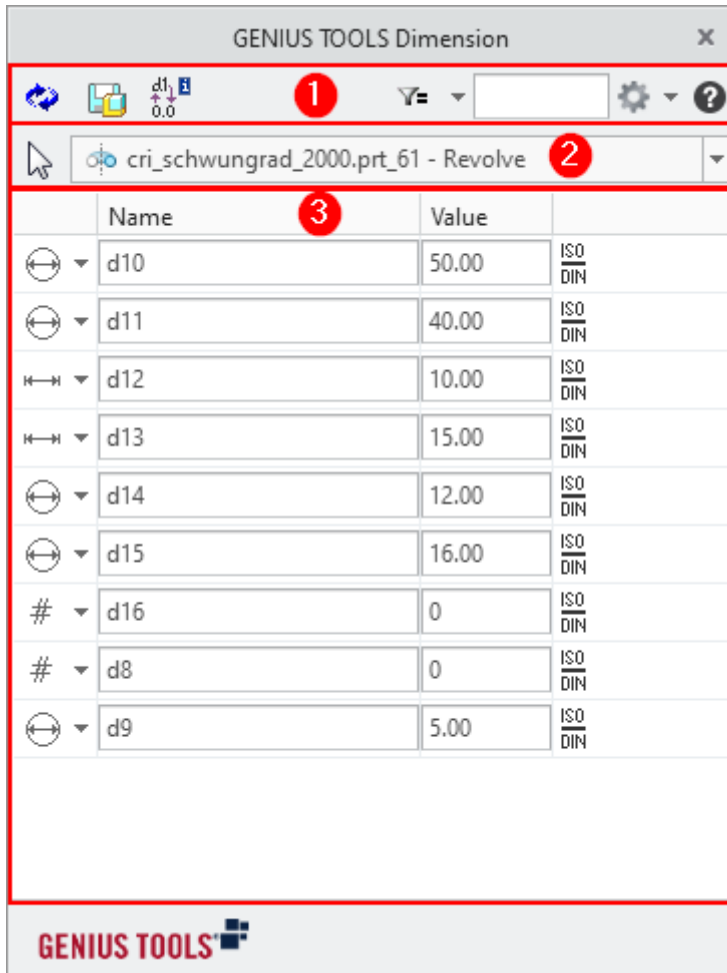 GENIUS TOOLS Dimension
d1 i
0.0
1
=
?
cri_schwungrad_2000.prt_61 - Revolve
2
Name
3
Value
d10 50.00 ISO DIN
d11 40.00 ISO DIN
d12 10.00 ISO DIN
d13 15.00 ISO DIN
d14 12.00 ISO DIN
d15 16.00 ISO DIN
# d16 0 ISO DIN
# d8 0 ISO DIN
d9 5.00 ISO DIN
GENIUS TOOLS